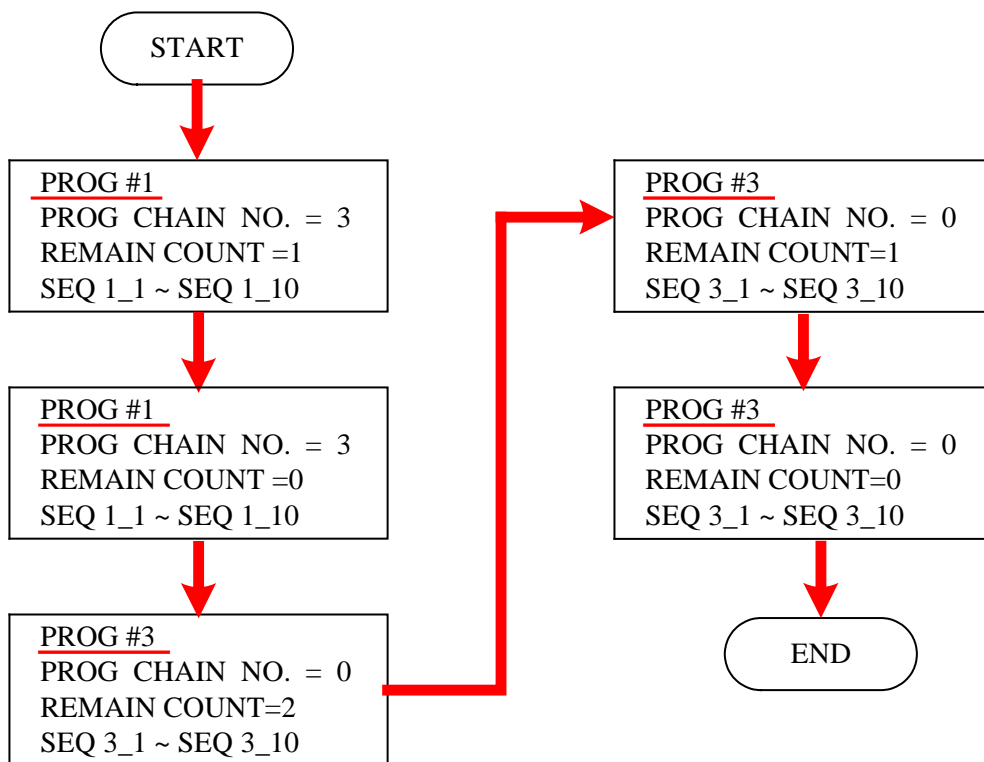 START
PROG #1
PROG CHAIN NO. = 3
REMAIN COUNT =1
SEQ 1_1 ~ SEQ 1_10
PROG #1
PROG CHAIN NO. = 3
REMAIN COUNT =0
SEQ 1_1 ~ SEQ 1_10
PROG #3
PROG CHAIN NO. = 0
REMAIN COUNT=2
SEQ 3_1 ~ SEQ 3_10
PROG #3
PROG CHAIN NO. = 0
REMAIN COUNT=1
SEQ 3_1 ~ SEQ 3_10
PROG #3
PROG CHAIN NO. = 0
REMAIN COUNT=0
SEQ 3_1 ~ SEQ 3_10
END